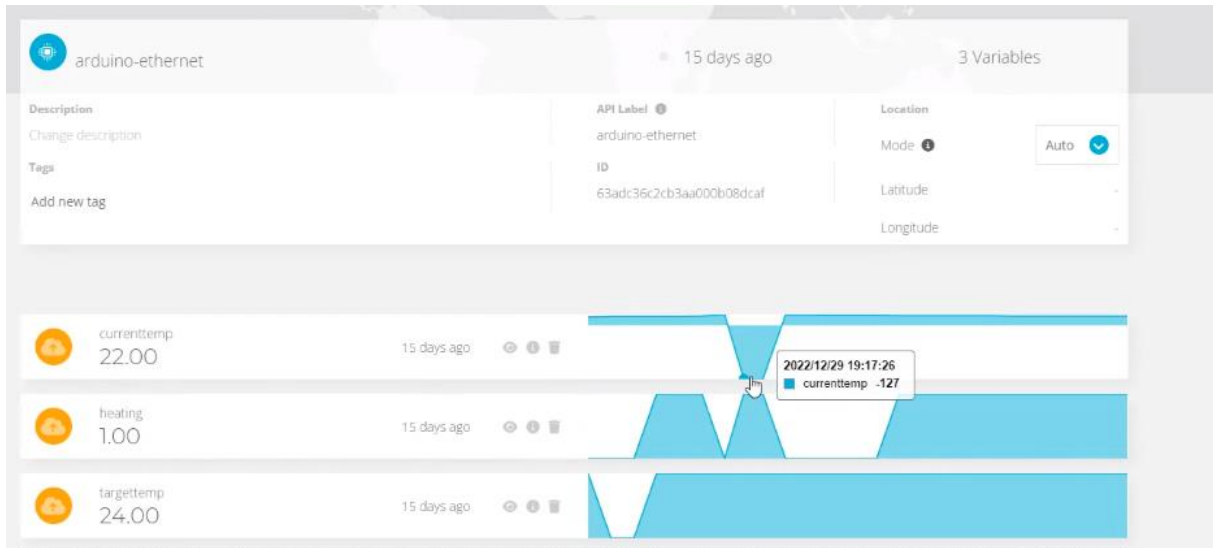 arduino-ethernet
15 days ago
3 Variables
Description
Change description
Tags
Add new tag
API Label
arduino-ethernet
ID
63adc36c2cb3aa000b08dcaf
Location
Mode
Auto
Latitude
-
Longitude
-
currenttemp
22.00
15 days ago
2022/12/29 19:17:26
currenttemp -127
heating
1.00
15 days ago
targettemp
24.00
15 days ago